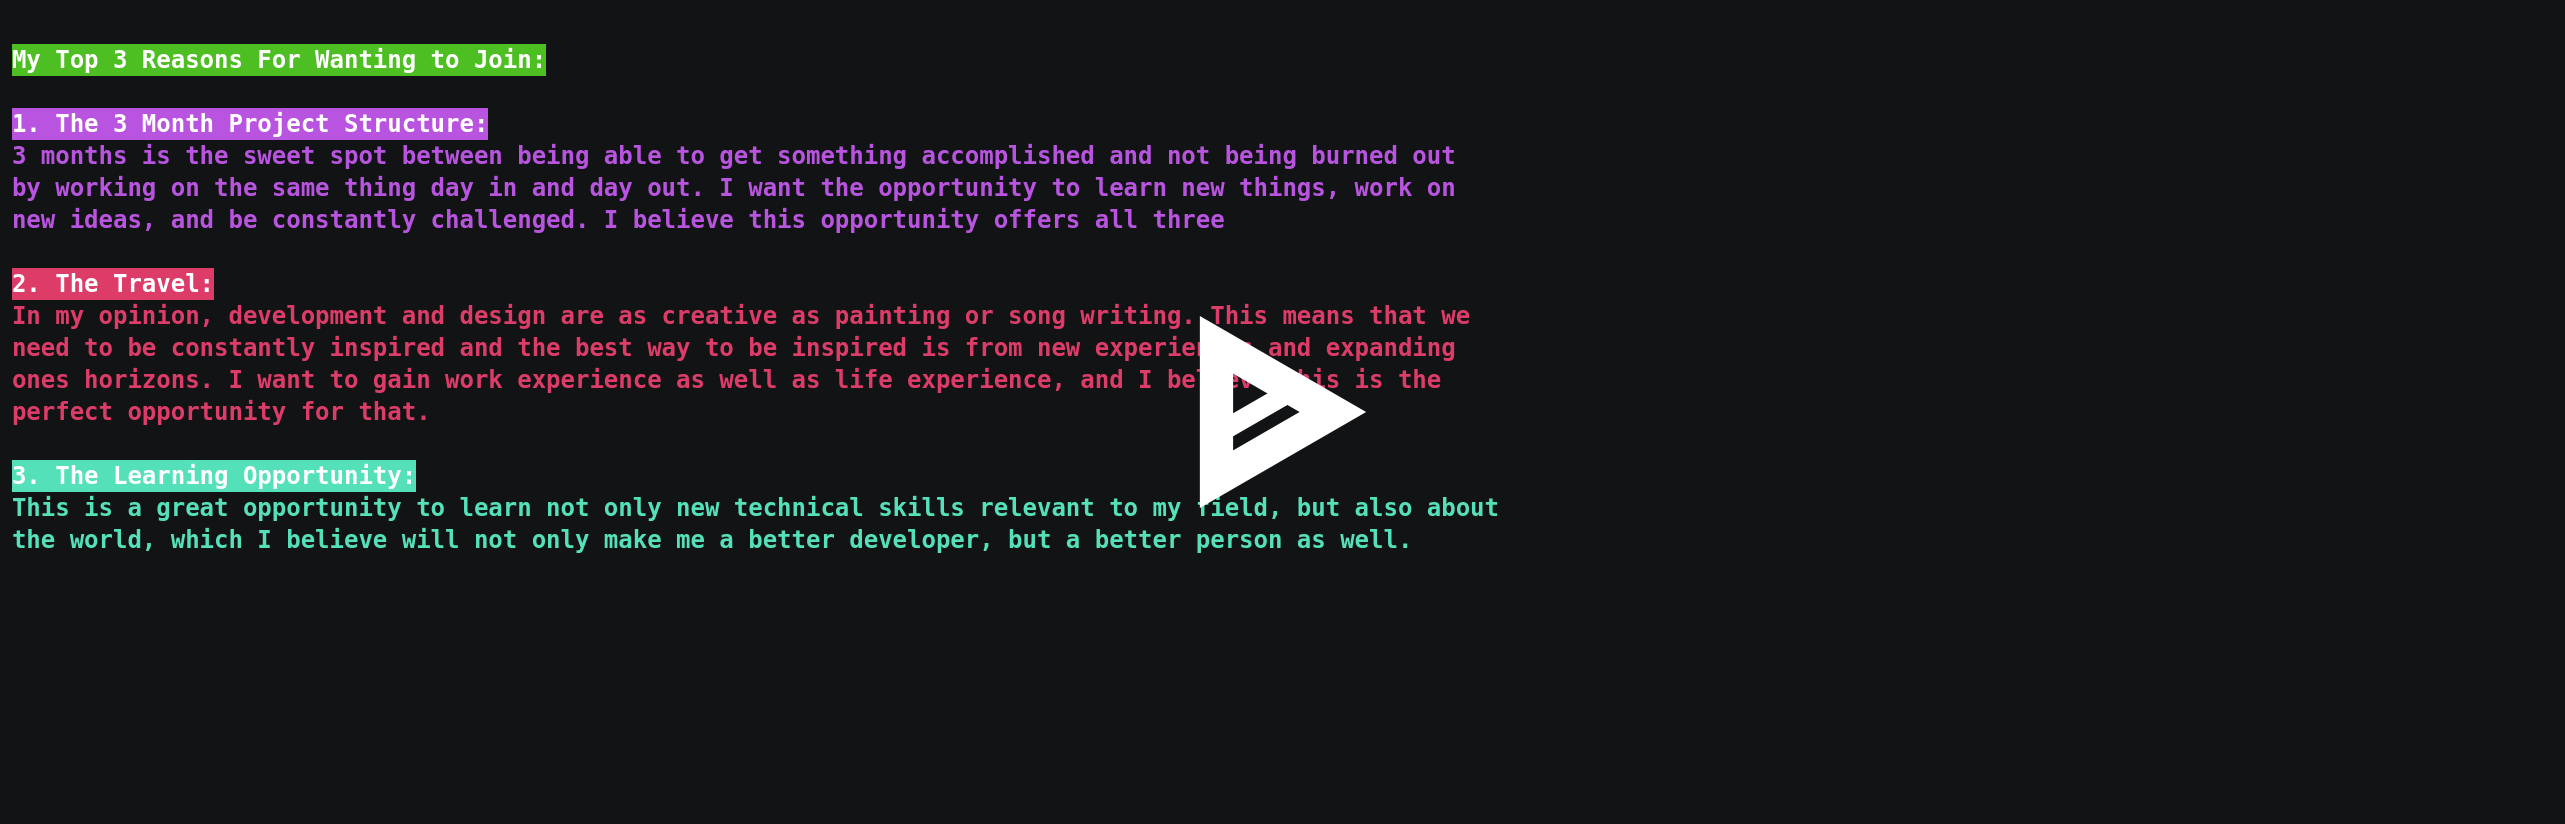 My Top 3 Reasons For Wanting to Join:
1. The 3 Month Project Structure:
3 months is the sweet spot between being able to get something accomplished and not being burned out
by working on the same thing day in and day out. I want the opportunity to learn new things, work on
new ideas, and be constantly challenged. I believe this opportunity offers all three
2. The Travel:
In my opinion, development and design are as creative as painting or song writing. This means that we
need to be constantly inspired and the best way to be inspired is from new and expanding
ones horizons. I want to gain work experience as well as life experience, and I believe this is the
perfect opportunity for that.
3. The Learning Opportunity:
This is a great opportunity to learn not only new technical skills relevant to my field, but also about
the world, which I believe will not only make me a better developer, but a better person as well.